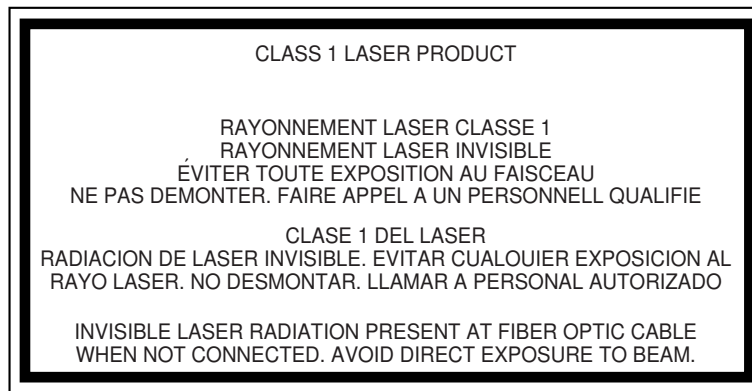 CLASS 1 LASER PRODUCT
RAYONNEMENT LASER CLASSE 1
RAYONNEMENT LASER INVISIBLE
ÉVITER TOUTE EXPOSITION AU FAISCEAU
NE PAS DEMONTER. FAIRE APPEL A UN PERSONNELL QUALIFIE
CLASE 1 DEL LASER
RADIACION DE LASER INVISIBLE. EVITAR CUALOUIER EXPOSICION AL
RAYO LASER. NO DESMONTAR. LLAMAR A PERSONAL AUTORIZADO
INVISIBLE LASER RADIATION PRESENT AT FIBER OPTIC CABLE
WHEN NOT CONNECTED. AVOID DIRECT EXPOSURE TO BEAM.